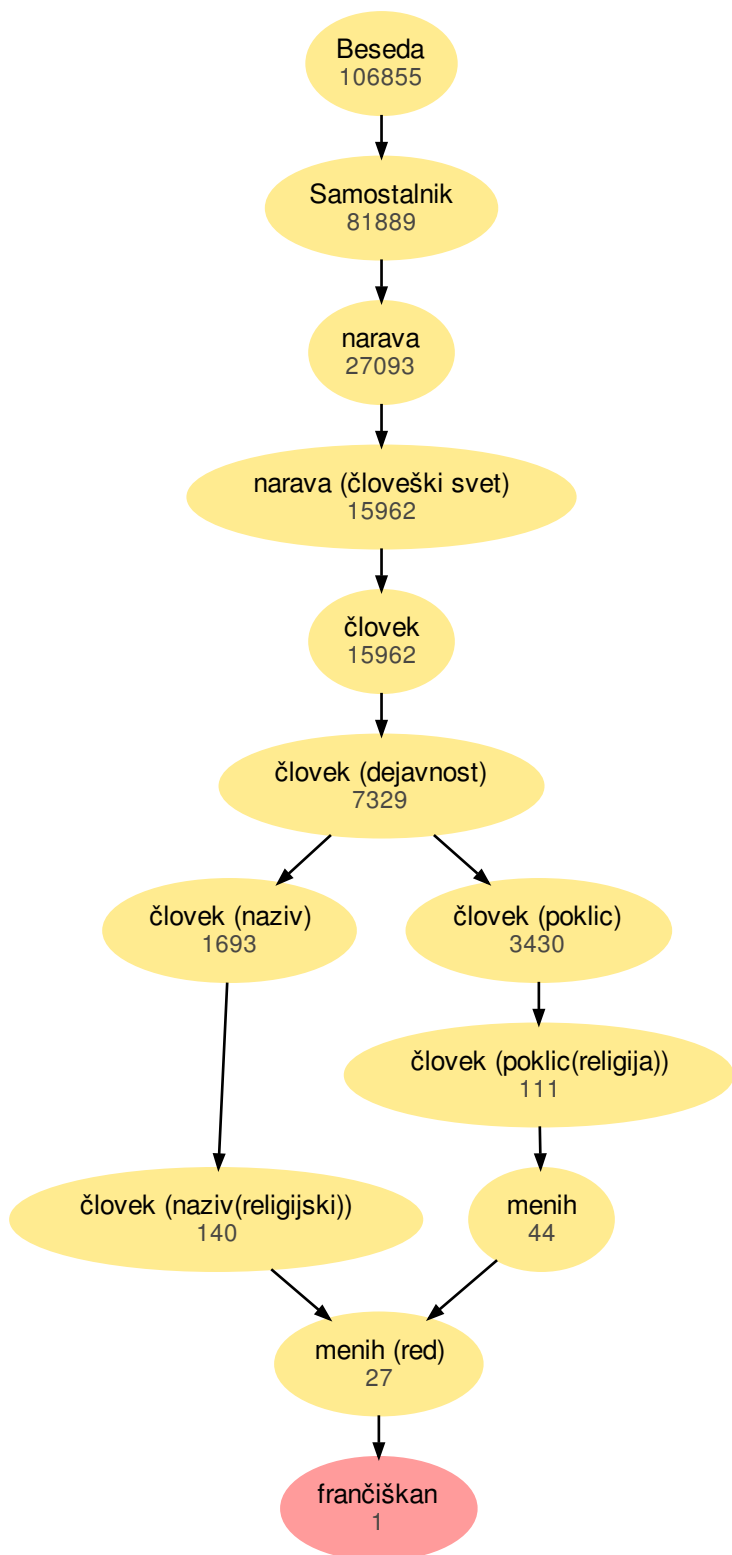 Beseda
106855
Samostalnik
81889
narava
27093
narava (človeški svet)
15962
človek
15962
človek (dejavnost)
7329
človek (naziv)
1693
človek (poklic)
3430
človek (poklic(religija))
111
človek (naziv(religijski))
140
menih
44
menih (red)
27
frančiškan
1